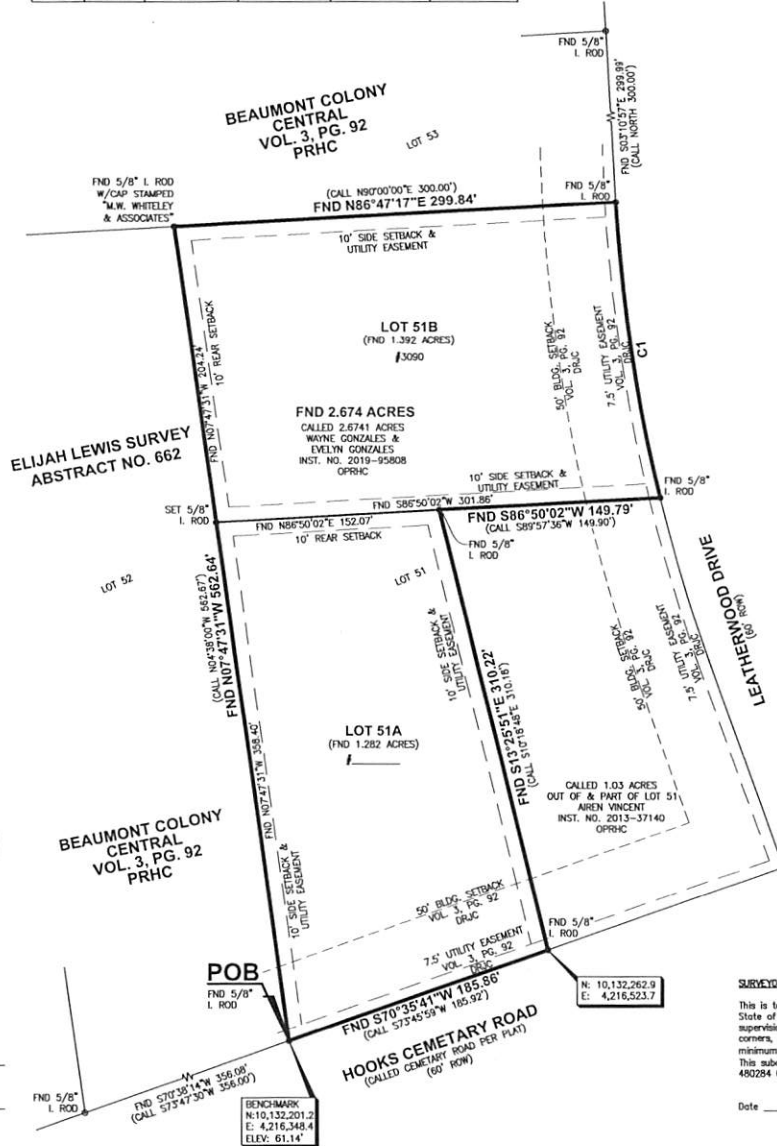 FND 5/8"
I. ROD
FND S03°10'57"E 299.99'
(CALL NORTH 300.00')
BEAUMONT COLONY
CENTRAL
VOL. 3, PG. 92
PRHC
LOT 53
FND 5/8" I. ROD
W/CAP STAMPED
"M.W. WHITELEY
& ASSOCIATES"
(CALL N90°00'00"E 300.00')
FND N86°47'17"E 299.84'
FND 5/8"
I. ROD
10' SIDE SETBACK &
UTILITY EASEMENT
LOT 51B
(FND 1.392 ACRES)
#3090
FND N07°47'31"W 204.24'
10' REAR SETBACK
50' BLDG. SETBACK
VOL. 3, PG. 92
DRJC
7.5' UTILITY EASEMENT
VOL. 3, PG. 92
DRJC
C1
FND 2.674 ACRES
CALLED 2.6741 ACRES
WAYNE GONZALES &
EVELYN GONZALES
INST. NO. 2019-95808
OPRHC
ELIJAH LEWIS SURVEY
ABSTRACT NO. 662
10' SIDE SETBACK &
UTILITY EASEMENT
FND 5/8"
I. ROD
SET 5/8"
I. ROD
FND S86°50'02"W 301.86'
FND N86°50'02"E 152.07'
10' REAR SETBACK
FND S86°50'02"W 149.79'
(CALL S89°57'36"W 149.90')
FND 5/8"
I. ROD
LOT 52
LOT 51
(CALL N04°38'00"W 562.67')
FND N07°47'31"W 562.64'
10' SIDE SETBACK &
UTILITY EASEMENT
50' BLDG. SETBACK
VOL. 3, PG. 92
DRJC
7.5' UTILITY EASEMENT
VOL. 3, PG. 92
DRJC
LEATHERWOOD DRIVE
(60' ROW)
LOT 51A
(FND 1.282 ACRES)
#
FND N07°47'31"W 358.40'
FND S13°25'51"E 310.22'
(CALL S10°18'48"E 310.16')
CALLED 1.03 ACRES
OUT OF & PART OF LOT 51
AIREN VINCENT
INST. NO. 2013-37140
OPRHC
BEAUMONT COLONY
CENTRAL
VOL. 3, PG. 92
PRHC
10' SIDE SETBACK &
UTILITY EASEMENT
50' BLDG. SETBACK
VOL. 3, PG. 92
DRJC
7.5' UTILITY EASEMENT
VOL. 3, PG. 92
DRJC
FND 5/8"
I. ROD
POB
FND 5/8"
I. ROD
FND S70°35'41"W 185.86'
(CALL S73°45'59"W 185.92')
N: 10,132,262.9
E: 4,216,523.7
HOOKS CEMETARY ROAD
(CALLED CEMETARY ROAD PER PLAT)
(60' ROW)
FND 5/8"
I. ROD
FND S70°38'14"W 356.08'
(CALL S73°47'30"W 356.00')
BENCHMARK
N:10,132,201.2
E: 4,216,348.4
ELEV: 61.14'
SURVEYO
This is t
State of
supervisio
corners,
minimum
This sub
480284
Date